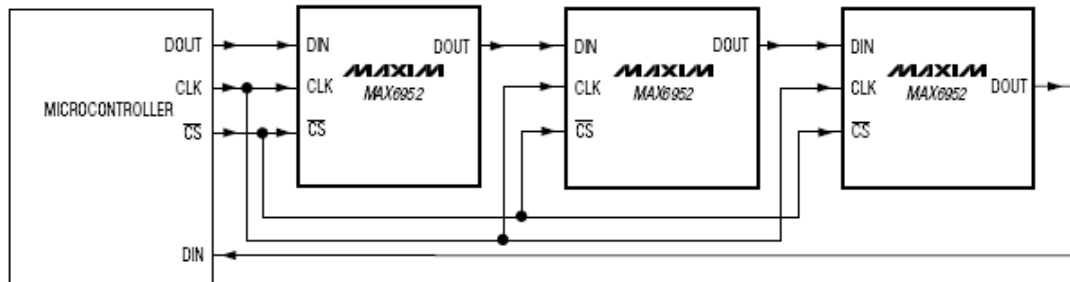 MICROCONTROLLER
DOUT
CLK
CS
DIN
DIN
CLK
CS
DOUT
MAXIM
MAX6952
DIN
CLK
CS
DOUT
MAXIM
MAX6952
DIN
CLK
CS
DOUT
MAXIM
MAX6952